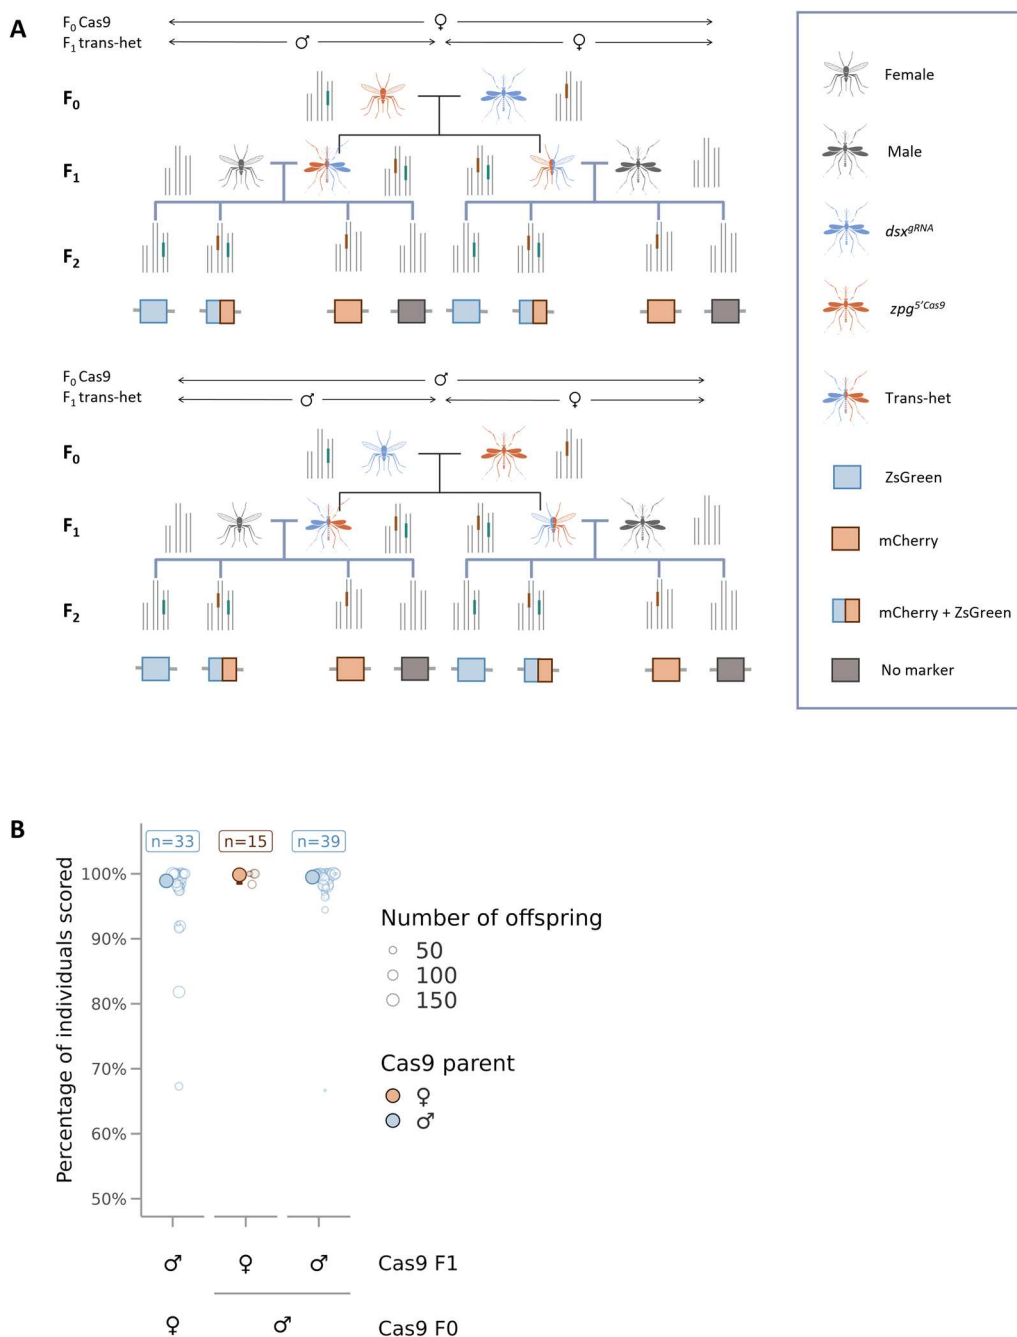 A
F0 Cas9
♀
F1 trans-het
♂
♀
F0
F1
F2
F0 Cas9
♂
F1 trans-het
♂
♀
F0
F1
F2
Female
Male
dsxgRNA
zpg5'Cas9
Trans-het
ZsGreen
mCherry
mCherry + ZsGreen
No marker
B
n=33
n=15
n=39
Percentage of individuals scored
100%
90%
80%
70%
60%
50%
Number of offspring
50
100
150
Cas9 parent
♀
♂
♂ ♀ ♂ Cas9 F1
♀ ♂ Cas9 F0